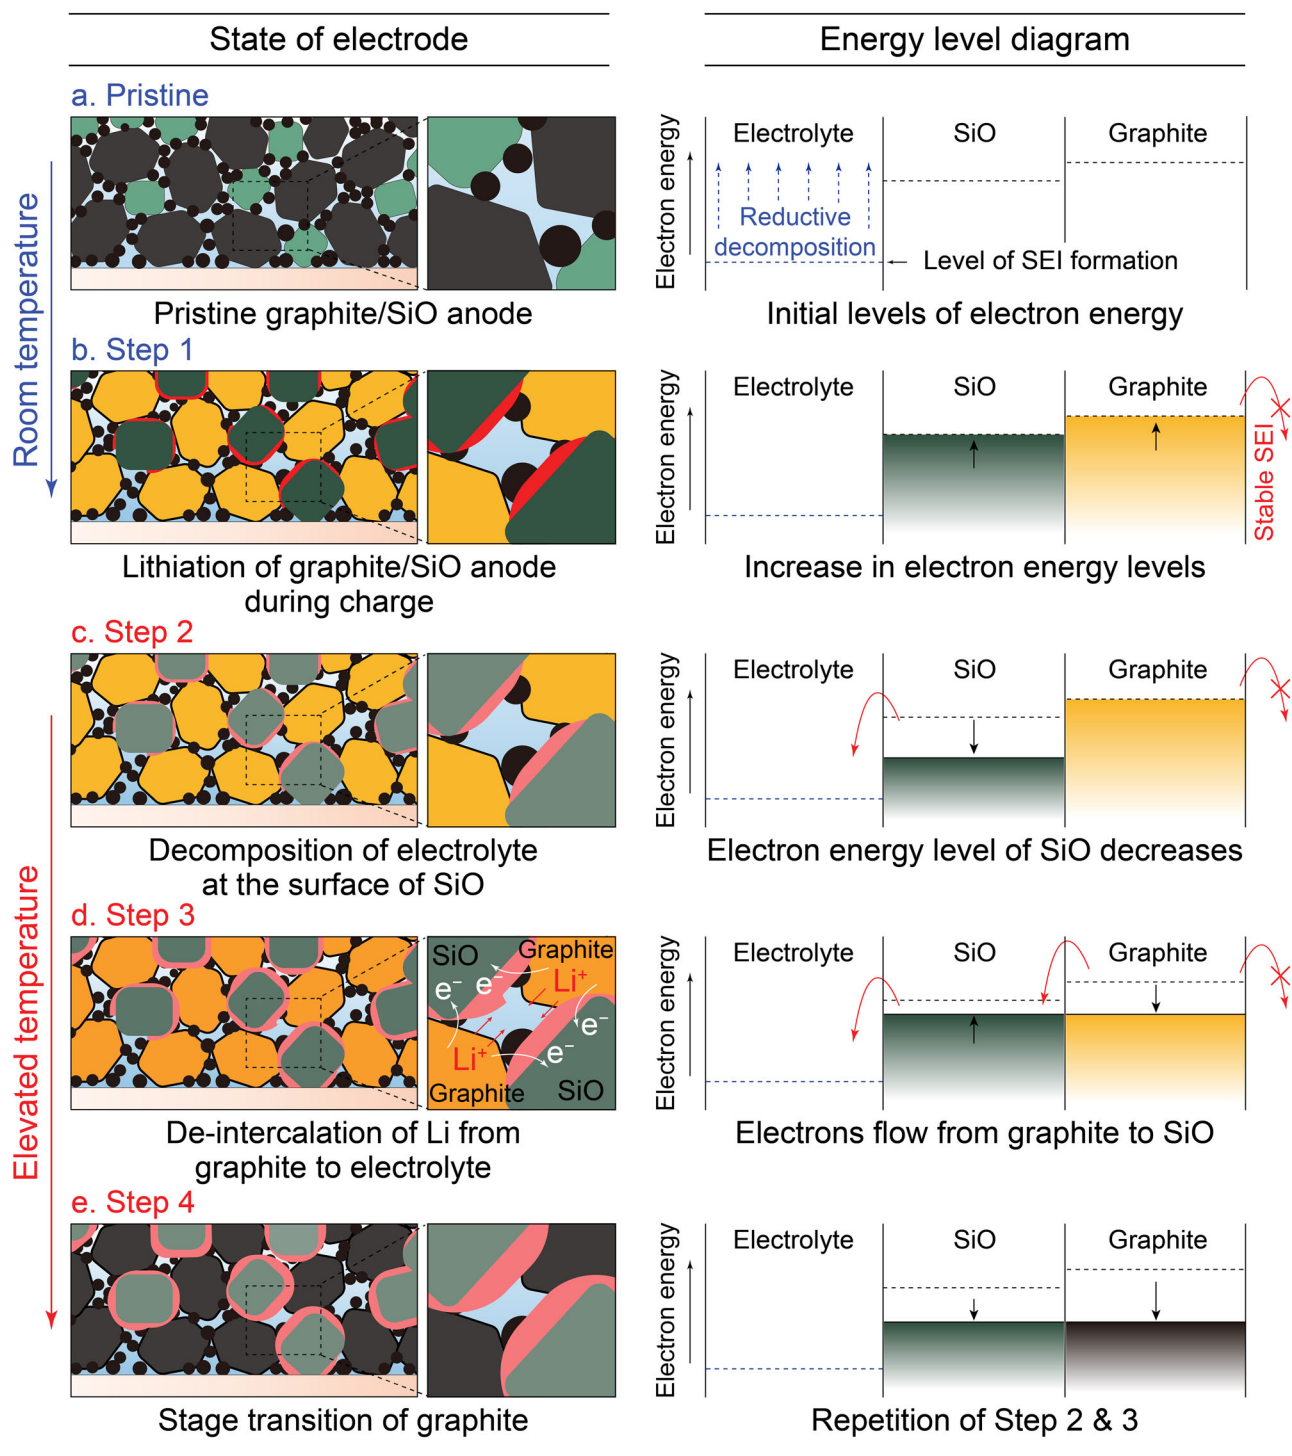 State of electrode
Energy level diagram
Room temperature
Elevated temperature
a. Pristine
Pristine graphite/SiO anode
Electron energy
Electrolyte
SiO
Graphite
Reductive
decomposition
Level of SEI formation
Initial levels of electron energy
b. Step 1
Lithiation of graphite/SiO anode
during charge
Electron energy
Electrolyte
SiO
Graphite
Stable SEI
Increase in electron energy levels
c. Step 2
Decomposition of electrolyte
at the surface of SiO
Electron energy
Electrolyte
SiO
Graphite
Electron energy level of SiO decreases
d. Step 3
SiO
Graphite
e⁻
e⁻
Li⁺
e⁻
Li⁺
e⁻
Graphite
SiO
De-intercalation of Li from
graphite to electrolyte
Electron energy
Electrolyte
SiO
Graphite
Electrons flow from graphite to SiO
e. Step 4
Stage transition of graphite
Electron energy
Electrolyte
SiO
Graphite
Repetition of Step 2 & 3